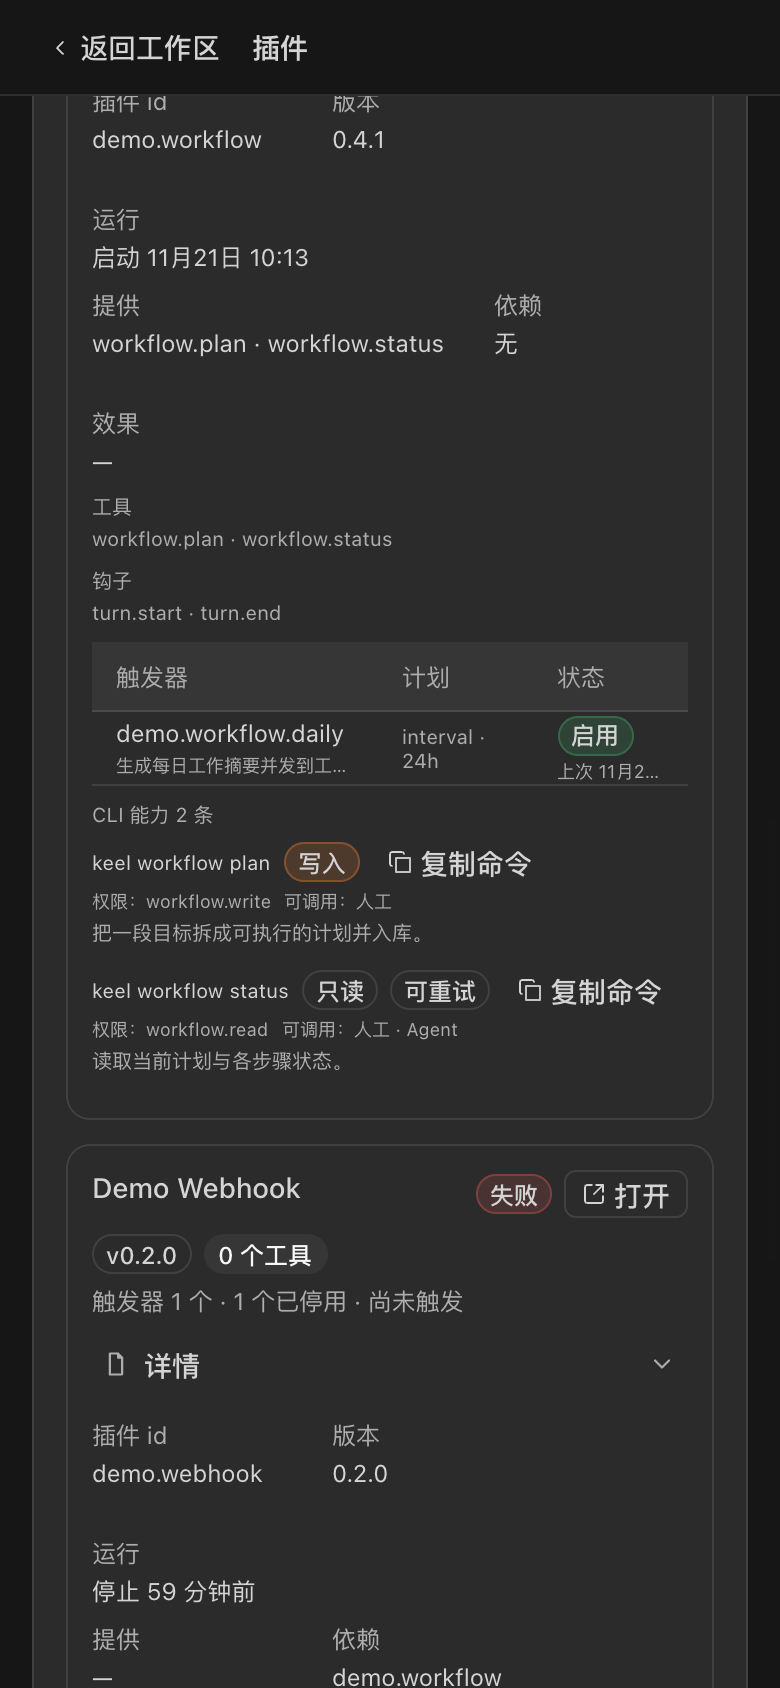 返回工作区 插件
插件 id 版本
demo.workflow 0.4.1
运行
启动 11月21日 10:13
提供 依赖
workflow.plan · workflow.status 无
效果
—
工具
workflow.plan · workflow.status
钩子
turn.start · turn.end
触发器 计划 状态
demo.workflow.daily interval · 24h 启用
生成每日工作摘要并发到工... 上次 11月2...
CLI 能力 2 条
keel workflow plan 写入 复制命令
权限：workflow.write 可调用：人工
把一段目标拆成可执行的计划并入库。
keel workflow status 只读 可重试 复制命令
权限：workflow.read 可调用：人工 · Agent
读取当前计划与各步骤状态。
Demo Webhook 失败 打开
v0.2.0 0 个工具
触发器 1 个 · 1 个已停用 · 尚未触发
详情
插件 id 版本
demo.webhook 0.2.0
运行
停止 59 分钟前
提供 依赖
— demo.workflow